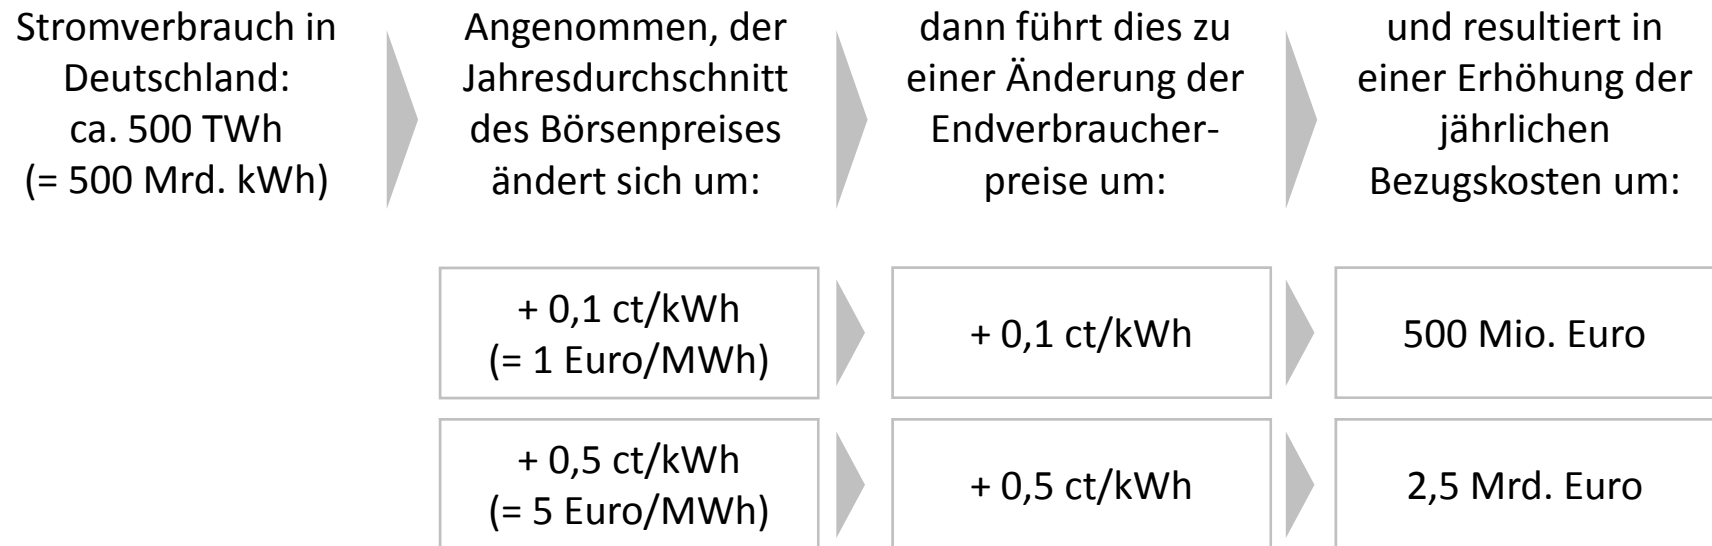 Stromverbrauch in
Deutschland:
ca. 500 TWh
(= 500 Mrd. kWh)
Angenommen, der
Jahresdurchschnitt
des Börsenpreises
ändert sich um:
dann führt dies zu
einer Änderung der
Endverbraucher-
preise um:
und resultiert in
einer Erhöhung der
jährlichen
Bezugskosten um:
+ 0,1 ct/kWh
(= 1 Euro/MWh)
+ 0,1 ct/kWh
500 Mio. Euro
+ 0,5 ct/kWh
(= 5 Euro/MWh)
+ 0,5 ct/kWh
2,5 Mrd. Euro